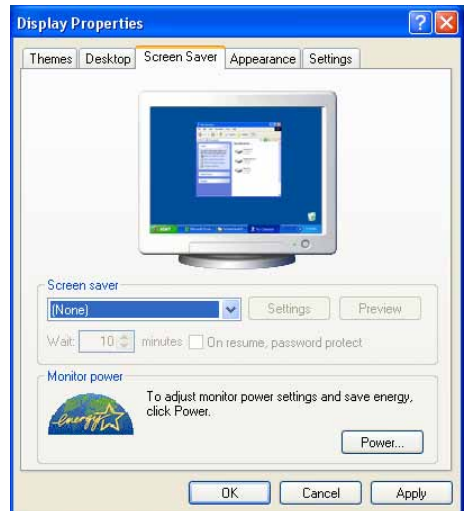 Display Properties
Themes Desktop Screen Saver Appearance Settings
Screen saver
(None) Settings Preview
Wait: 10 minutes On resume, password protect
Monitor power
To adjust monitor power settings and save energy,
click Power.
energy
Power...
OK Cancel Apply